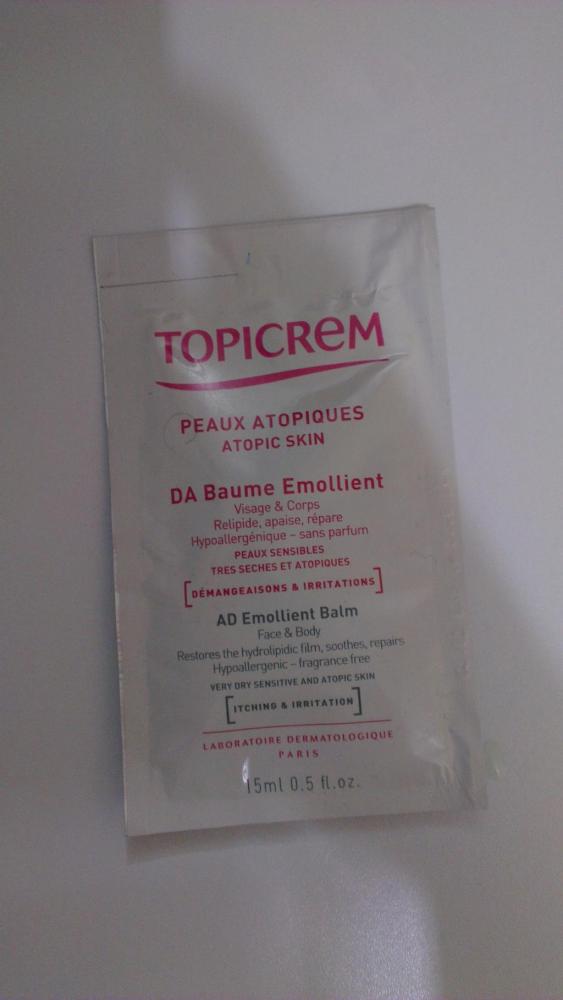 TOPICREM
PEAUX ATOPIQUES
ATOPIC SKIN
DA Baume Emollient
Visage & Corps
Relipide, apaise, répare
Hypoallergénique – sans parfum
PEAUX SENSIBLES
TRES SECHES ET ATOPIQUES
[DÉMANGEAISONS & IRRITATIONS]
AD Emollient Balm
Face & Body
Restores the hydrolipidic film, soothes, repairs
Hypoallergenic – fragrance free
VERY DRY SENSITIVE AND ATOPIC SKIN
[ITCHING & IRRITATION]
LABORATOIRE DERMATOLOGIQUE
PARIS
15ml 0.5 fl.oz.